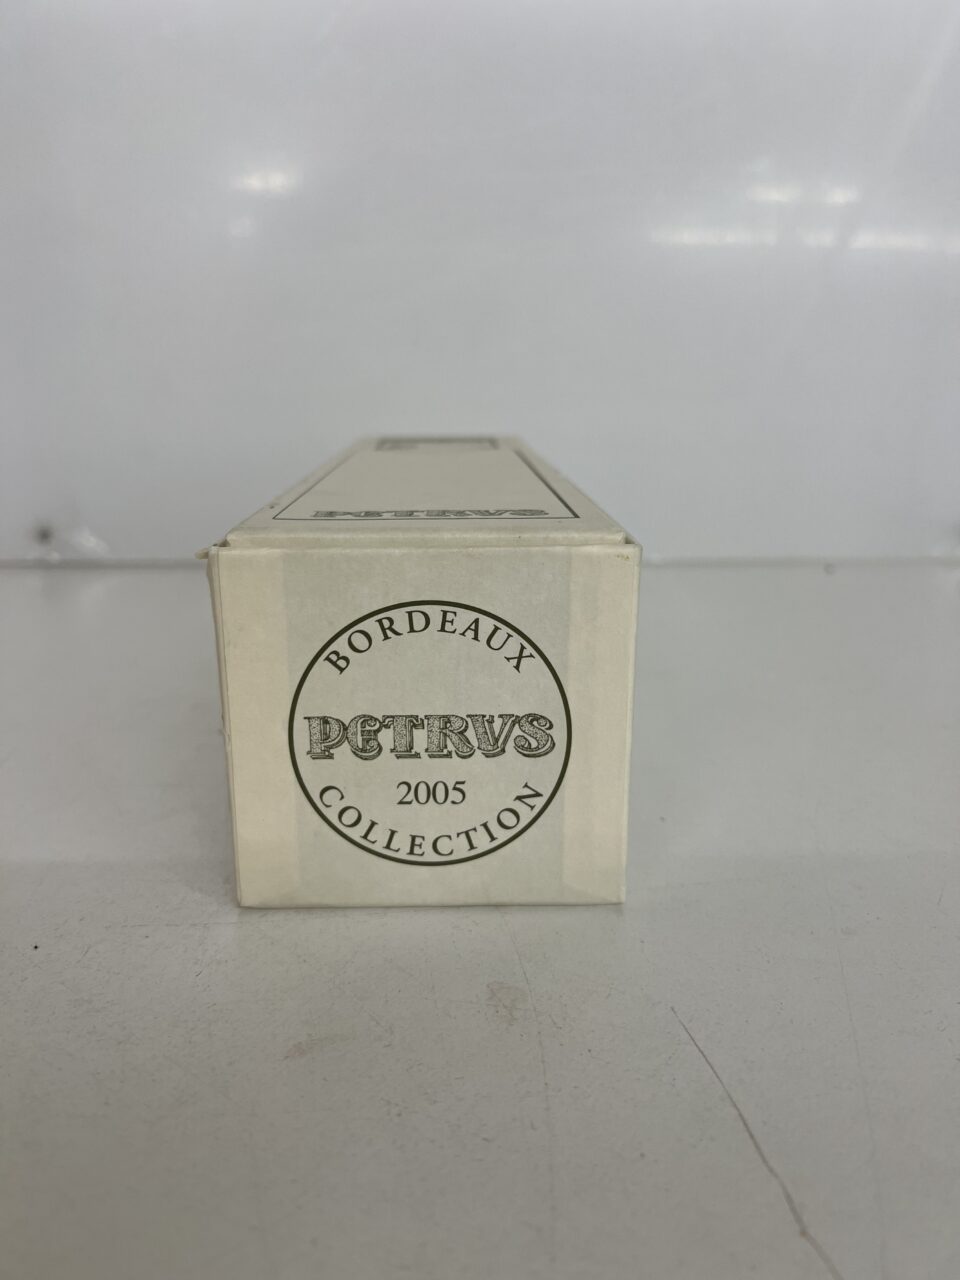 PETRVS
BORDEAUX
PETRVS
2005
COLLECTION